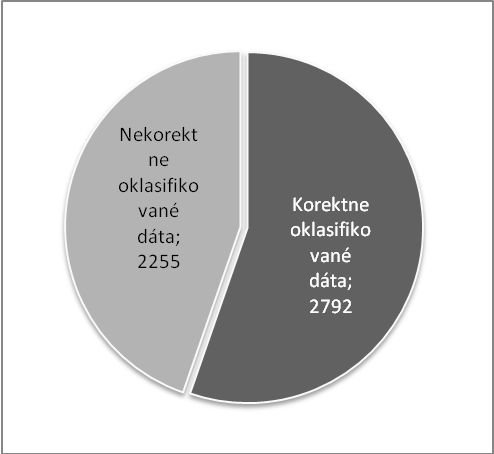 Nekorekt
ne
oklasifiko
vané
dáta;
2255
Korektne
oklasifiko
vané
dáta;
2792